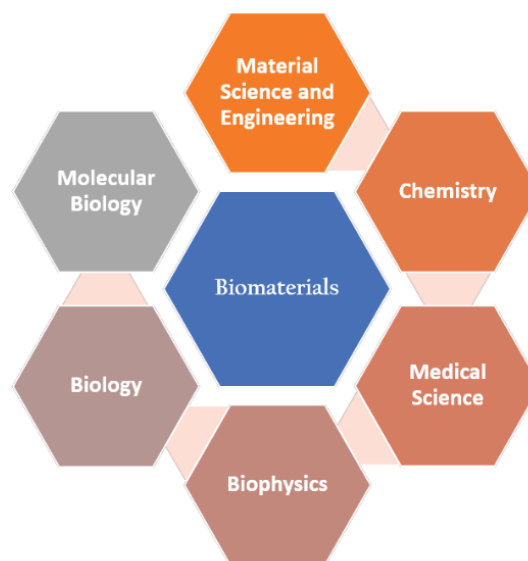 Material
Science and
Engineering
Molecular
Biology
Chemistry
Biomaterials
Biology
Medical
Science
Biophysics